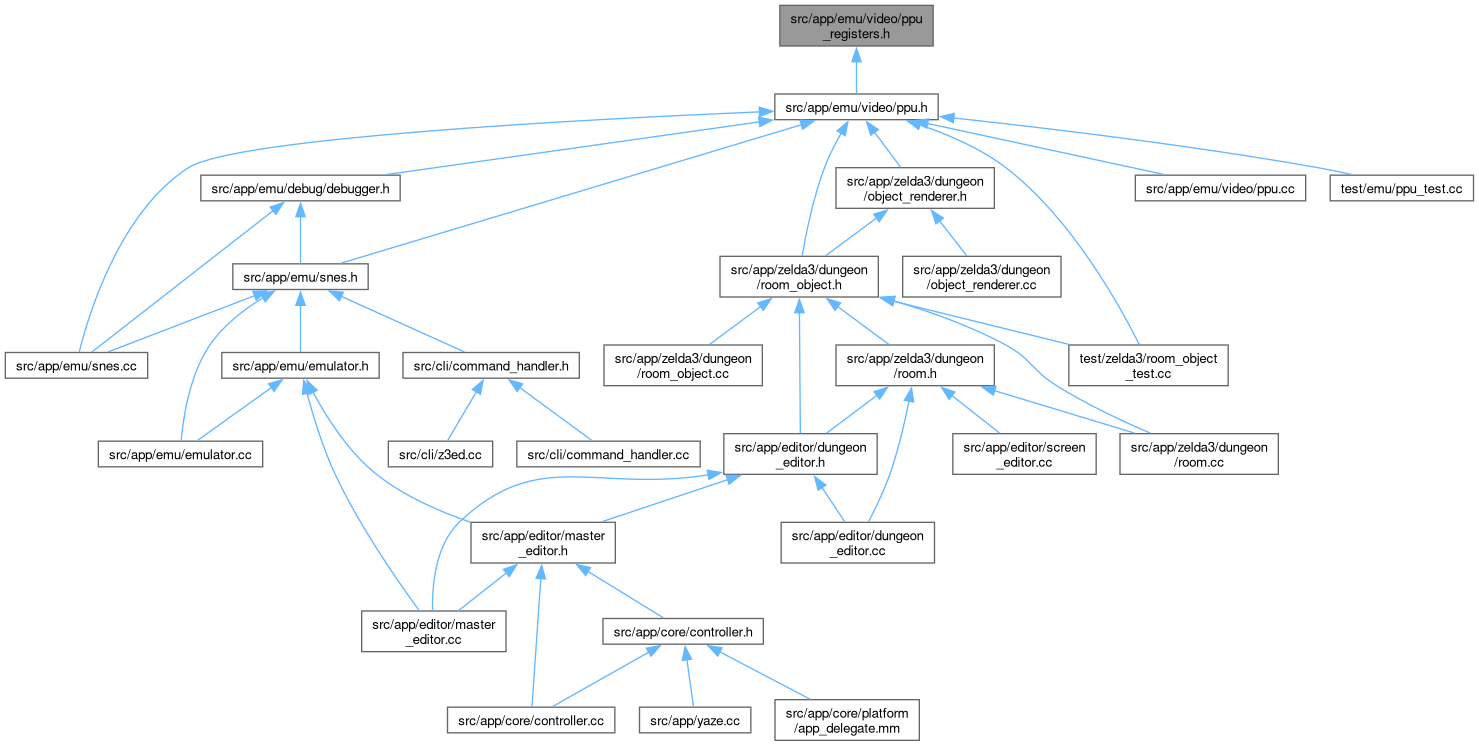 src/app/emu/video/ppu
_registers.h
src/app/emu/video/ppu.h
src/app/emu/debug/debugger.h
src/app/zelda3/dungeon
/object_renderer.h
src/app/emu/video/ppu.cc
test/emu/ppu_test.cc
src/app/emu/snes.h
src/app/zelda3/dungeon
/room_object.h
src/app/zelda3/dungeon
/object_renderer.cc
src/app/emu/snes.cc
src/app/emu/emulator.h
src/cli/command_handler.h
src/app/zelda3/dungeon
/room_object.cc
src/app/zelda3/dungeon
/room.h
test/zelda3/room_object
_test.cc
src/app/emu/emulator.cc
src/cli/z3ed.cc
src/cli/command_handler.cc
src/app/editor/dungeon
_editor.h
src/app/editor/screen
_editor.cc
src/app/zelda3/dungeon
/room.cc
src/app/editor/master
_editor.h
src/app/editor/dungeon
_editor.cc
src/app/editor/master
_editor.cc
src/app/core/controller.h
src/app/core/controller.cc
src/app/yaze.cc
src/app/core/platform
/app_delegate.mm